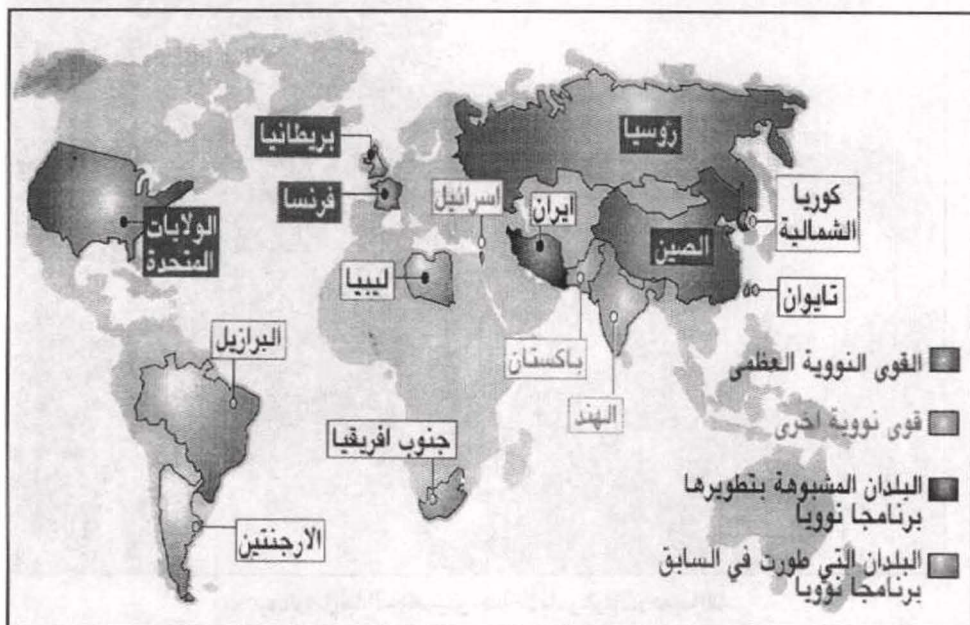 رؤسيا
بريطانيا
فرنسا
اسرائيل
ايران
كوريا
الشمالية
الولايات
المتحدة
الصين
ليبيا
تايوان
البرازيل
باكستان
الهند
جنوب افريقيا
الارجنتين
القوى النووية العظمى
قوى نووية اخرى
البلدان المشبوهة بتطويرها
برنامجا نوويا
البلدان التي طورت في السابق
برنامجا نوويا